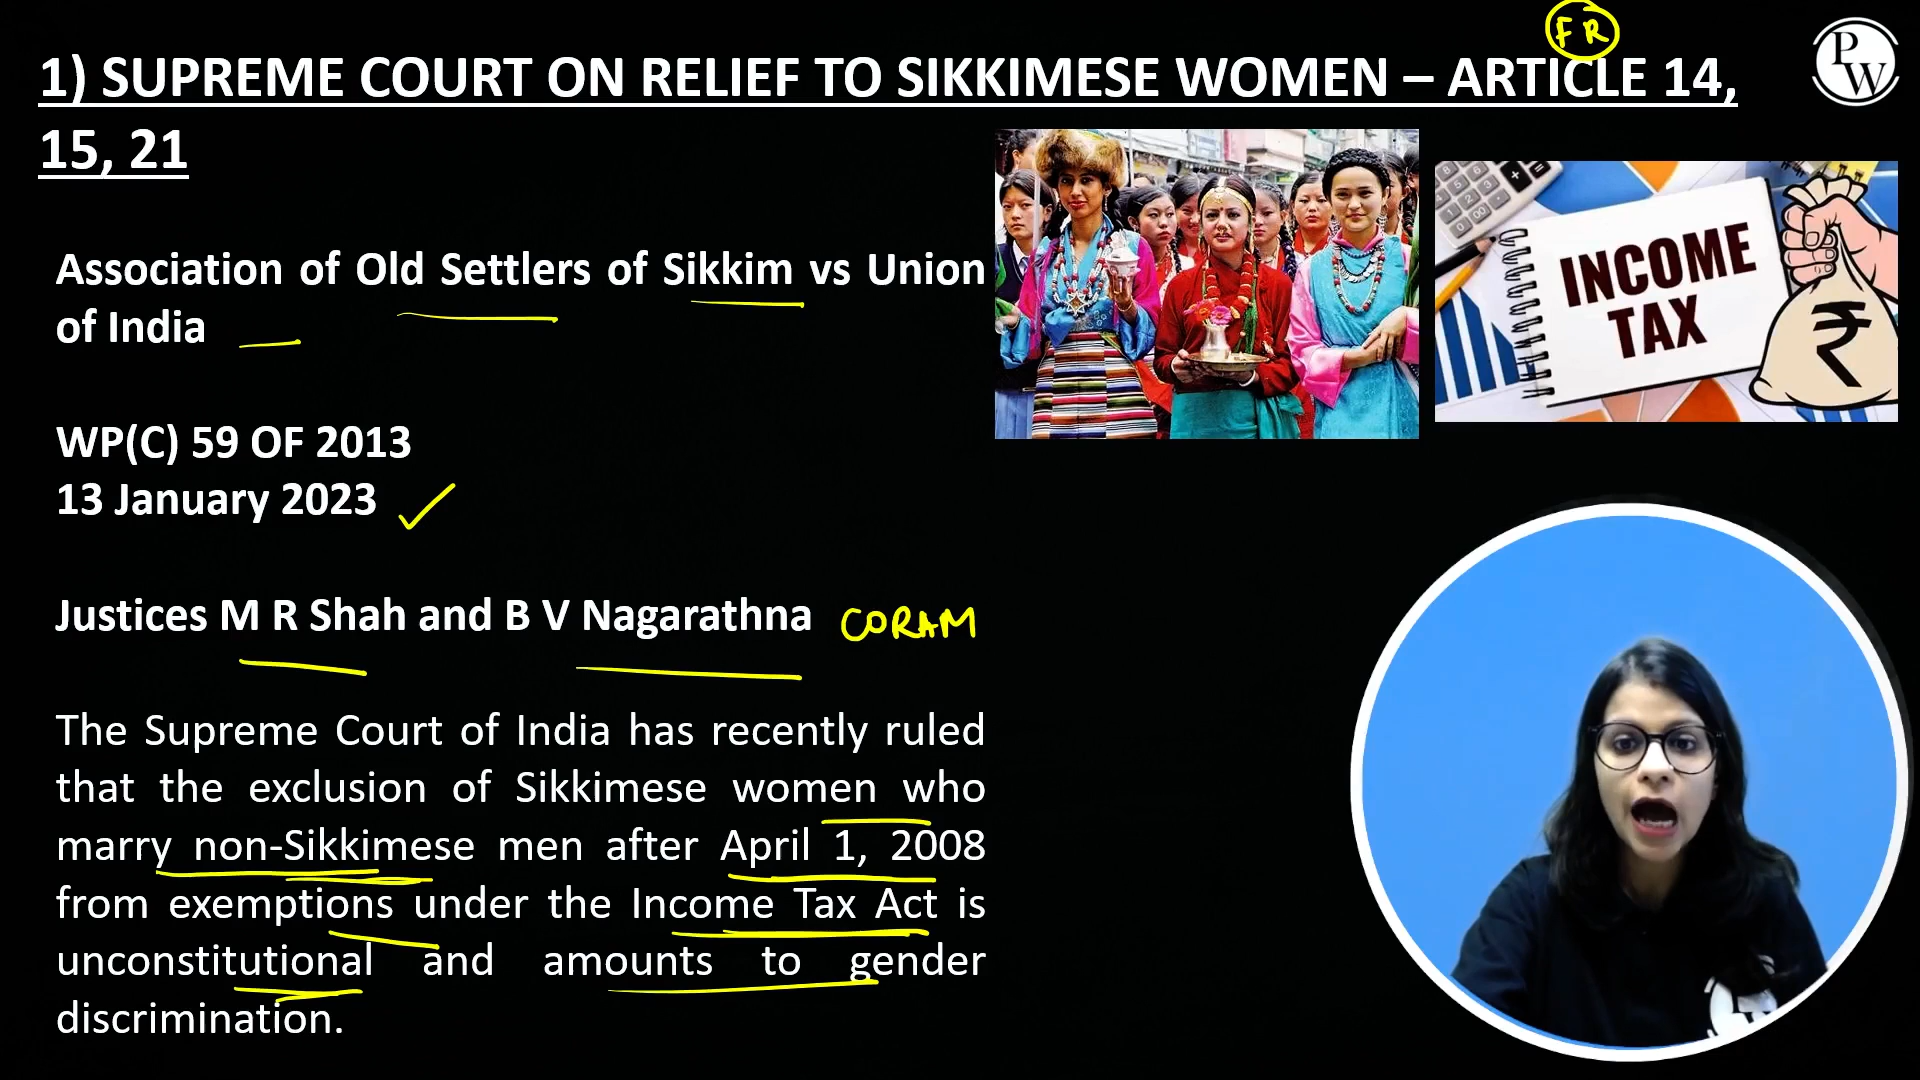 FR
1) SUPREME COURT ON RELIEF TO SIKKIMESE WOMEN – ARTICLE 14,
15, 21
PW
Association of Old Settlers of Sikkim vs Union
of India
INCOME
TAX
₹
WP(C) 59 OF 2013
13 January 2023
Justices M R Shah and B V Nagarathna CORAM
The Supreme Court of India has recently ruled
that the exclusion of Sikkimese women who
marry non-Sikkimese men after April 1, 2008
from exemptions under the Income Tax Act is
unconstitutional and amounts to gender
discrimination.